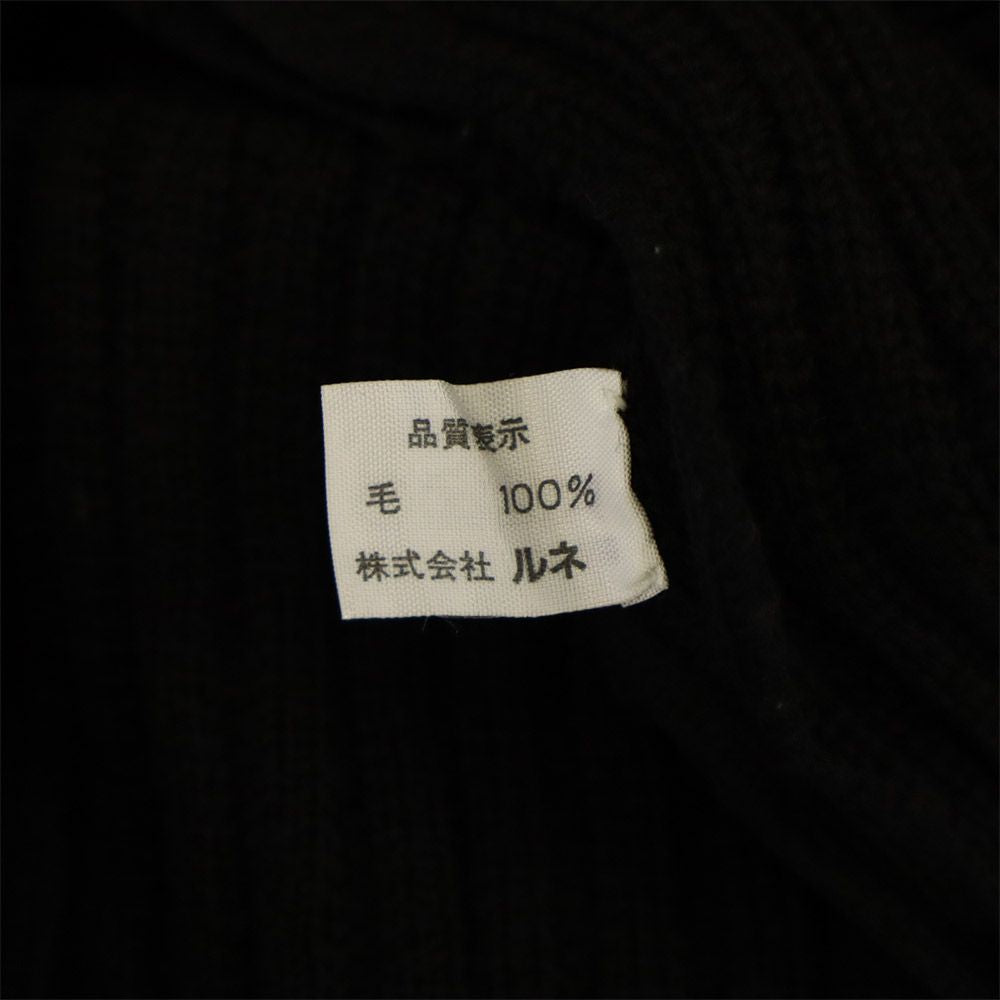 品質表示
毛 100%
株式会社 ルネ